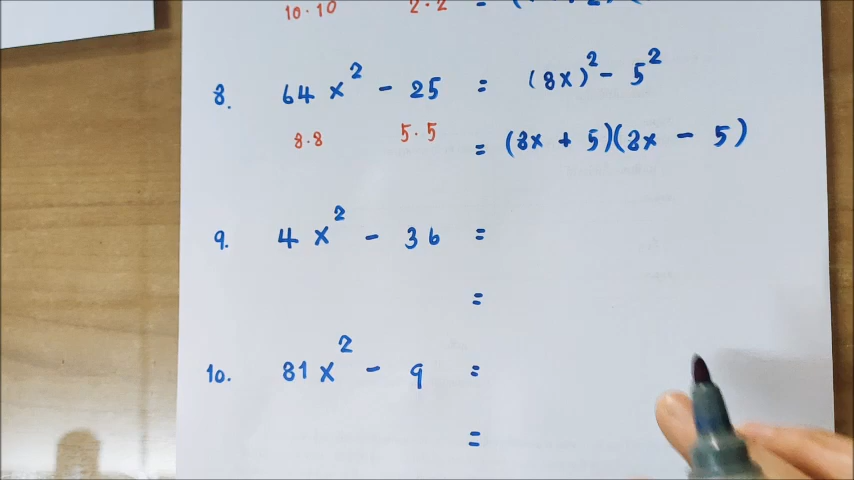 10·10 2·2 =
8. 64x² - 25 = (8x)² - 5²
8·8 5·5 = (8x + 5)(8x - 5)
9. 4x² - 36 =
=
10. 81x² - 9 =
=